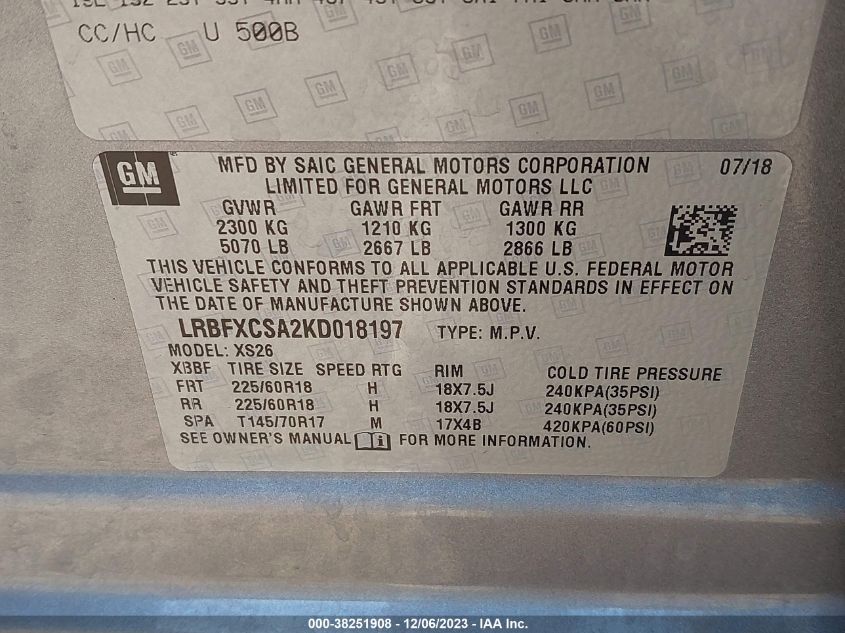 CC/HC U 500B
GM
MFD BY SAIC GENERAL MOTORS CORPORATION 07/18
LIMITED FOR GENERAL MOTORS LLC
GVWR GAWR FRT GAWR RR
2300 KG 1210 KG 1300 KG
5070 LB 2667 LB 2866 LB
THIS VEHICLE CONFORMS TO ALL APPLICABLE U.S. FEDERAL MOTOR
VEHICLE SAFETY AND THEFT PREVENTION STANDARDS IN EFFECT ON
THE DATE OF MANUFACTURE SHOWN ABOVE.
LRBFXCSA2KD018197 TYPE: M.P.V.
MODEL: XS26
XBBF TIRE SIZE SPEED RTG RIM COLD TIRE PRESSURE
FRT 225/60R18 H 18X7.5J 240KPA(35PSI)
RR 225/60R18 H 18X7.5J 240KPA(35PSI)
SPA T145/70R17 M 17X4B 420KPA(60PSI)
SEE OWNER'S MANUAL FOR MORE INFORMATION.
000-38251908 - 12/06/2023 - IAA Inc.